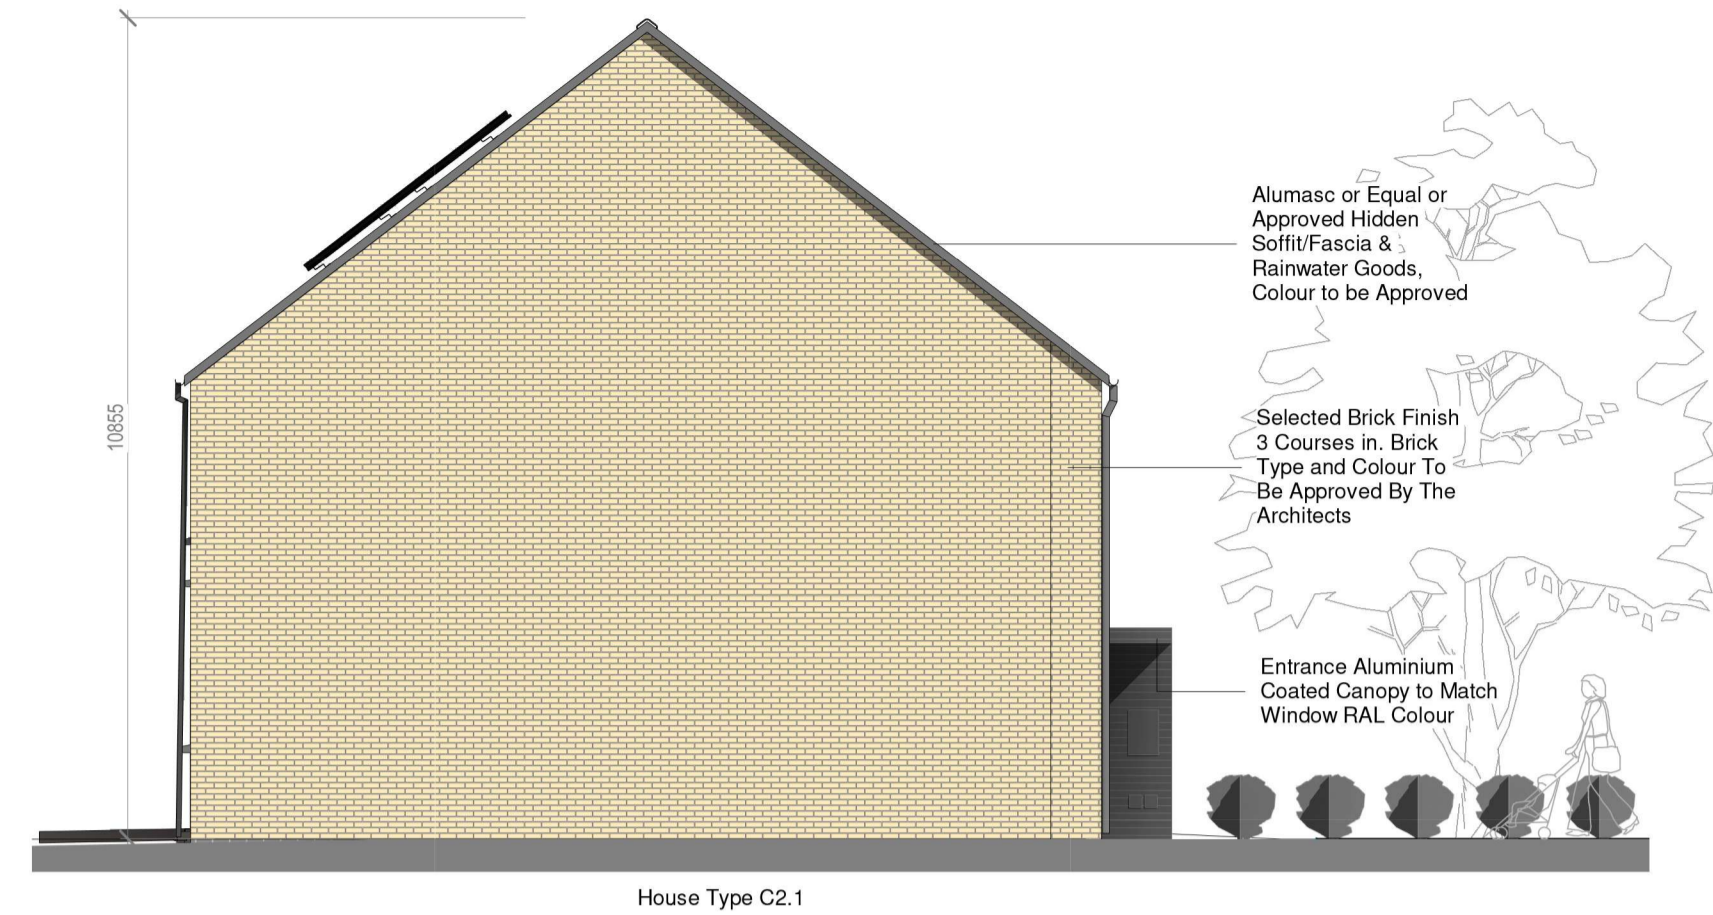 Alumasc or Equal or
Approved Hidden
Soffit/Fascia &
Rainwater Goods,
Colour to be Approved
10855
Selected Brick Finish
3 Courses in. Brick
Type and Colour To
Be Approved By The
Architects
Entrance Aluminium
Coated Canopy to Match
Window RAL Colour
House Type C2.1